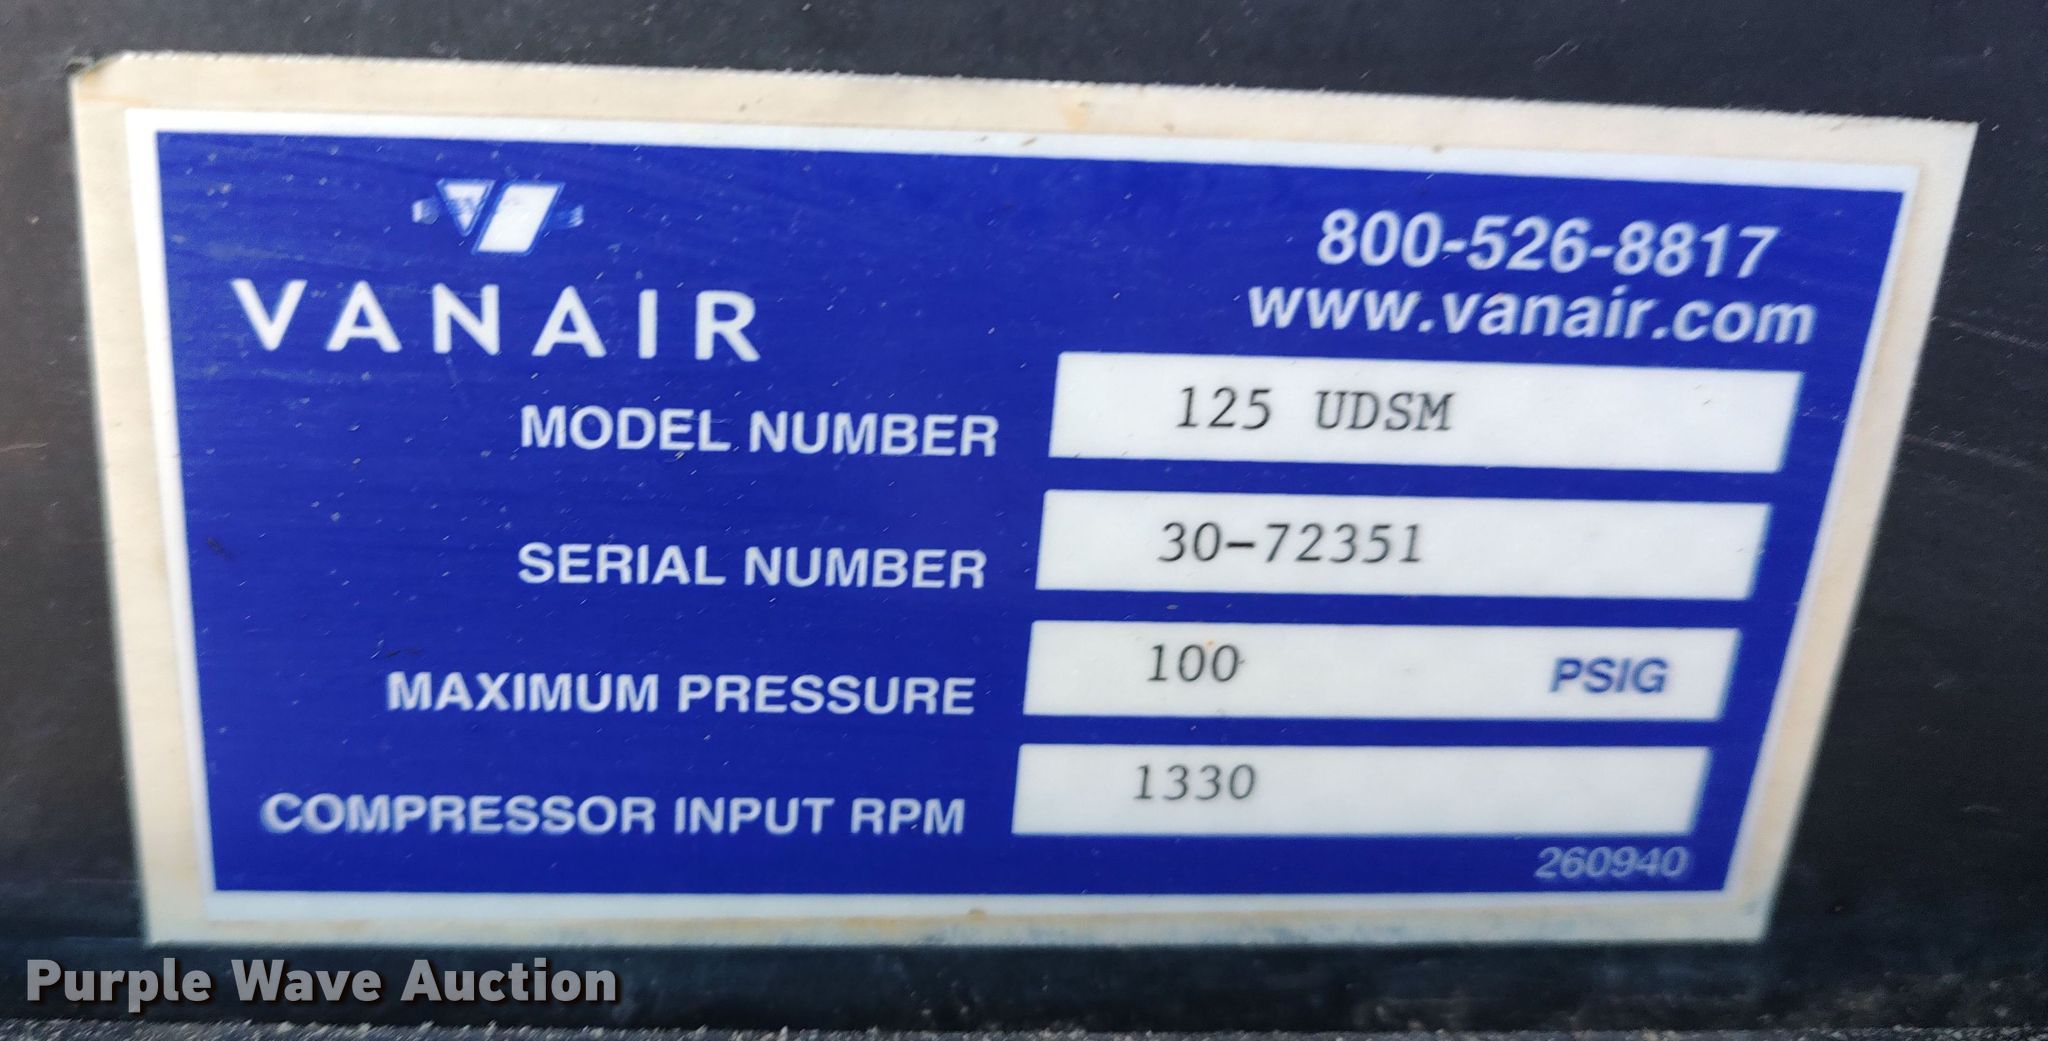 VANAIR
800-526-8817
www.vanair.com
MODEL NUMBER 125 UDSM
SERIAL NUMBER 30-72351
MAXIMUM PRESSURE 100 PSIG
COMPRESSOR INPUT RPM 1330
260940
Purple Wave Auction